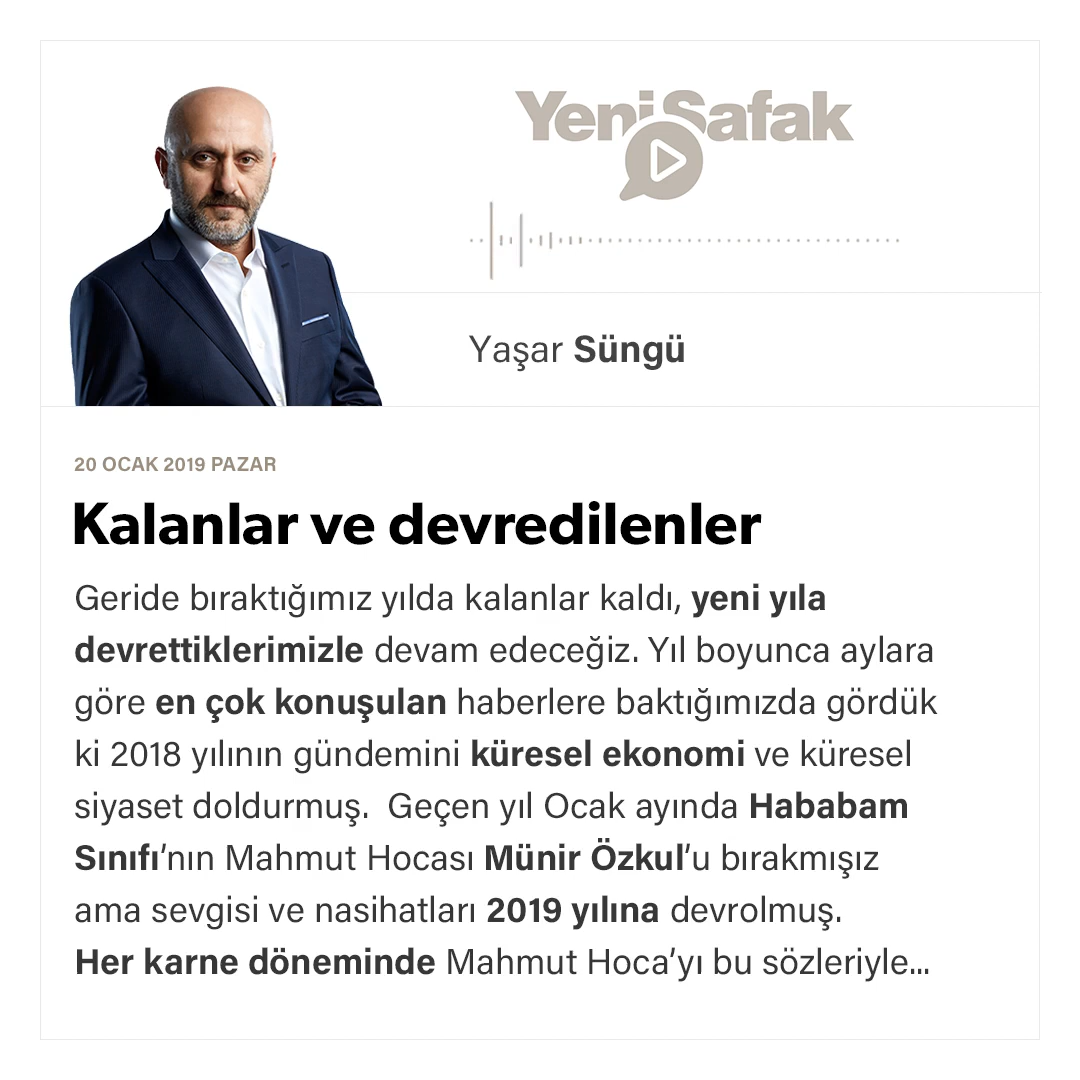 YeniSafak
Yaşar Süngü
20 OCAK 2019 PAZAR
Kalanlar ve devredilenler
Geride bıraktığımız yılda kalanlar kaldı, yeni yıla
devrettiklerimizle devam edeceğiz. Yıl boyunca aylara
göre en çok konuşulan haberlere baktığımızda gördük
ki 2018 yılının gündemini küresel ekonomi ve küresel
siyaset doldurmuş.  Geçen yıl Ocak ayında Hababam
Sınıfı’nın Mahmut Hocası Münir Özkul’u bırakmışız
ama sevgisi ve nasihatları 2019 yılına devrolmuş.
Her karne döneminde Mahmut Hoca’yı bu sözleriyle...